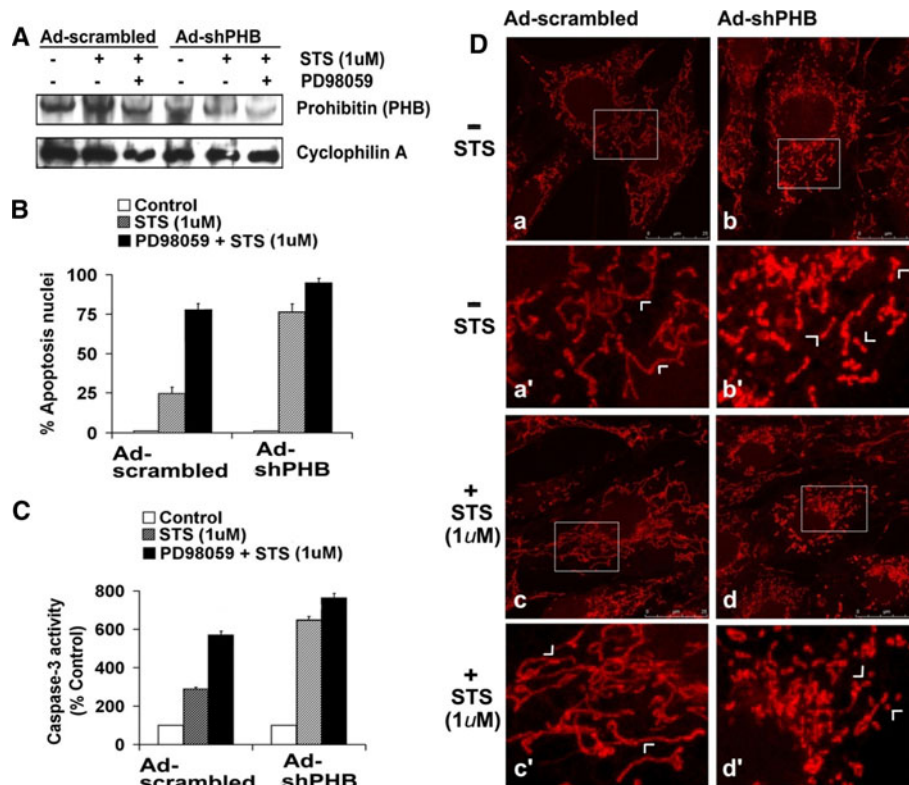 A
Ad-scrambled Ad-shPHB
- + + - + + STS (1uM)
- - + - - + PD98059
Prohibitin (PHB)
Cyclophilin A
B
Control
STS (1uM)
PD98059 + STS (1uM)
% Apoptosis nuclei
100
75
50
25
0
Ad-
scrambled
Ad-
shPHB
C
Control
STS (1uM)
PD98059 + STS (1uM)
Caspase-3 activity
(% Control)
800
600
400
200
0
Ad-
scrambled
Ad-
shPHB
D
Ad-scrambled Ad-shPHB
–
STS
a b
–
STS
a' b'
+
STS
(1uM)
c d
+
STS
(1uM)
c' d'